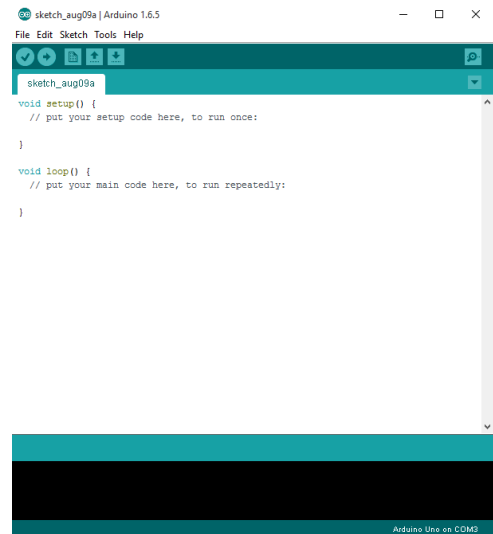 sketch_aug09a | Arduino 1.6.5
File Edit Sketch Tools Help
sketch_aug09a
void setup() {
  // put your setup code here, to run once:
}
void loop() {
  // put your main code here, to run repeatedly:
}
Arduino Uno on COM3